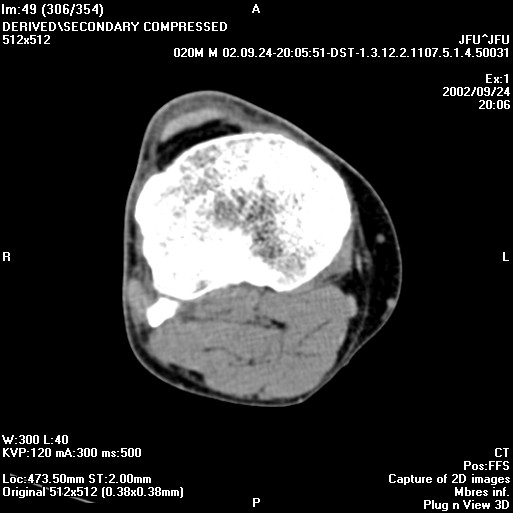 Im:49 (306/354)
A
DERIVED\SECONDARY COMPRESSED
512x512
JFU^JFU
020M M 02.09.24-20:05:51-DST-1.3.12.2.1107.5.1.4.50031
Ex:1
2002/09/24
20:06
R
L
W:300 L:40
KVP:120 mA:300 ms:500
CT
Pos:FFS
Loc:473.50mm ST:2.00mm
Capture of 2D images
Original 512x512 (0.38x0.38mm)
Mbres inf.
P
Plug n View 3D